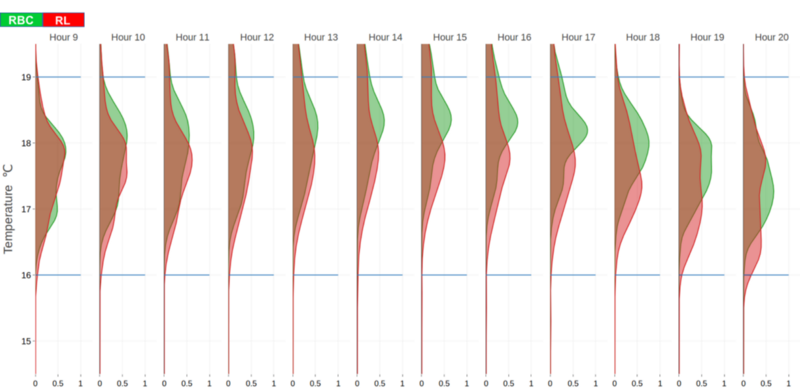 RBC RL
Hour 9 Hour 10 Hour 11 Hour 12 Hour 13 Hour 14 Hour 15 Hour 16 Hour 17 Hour 18 Hour 19 Hour 20
19
18
17
16
15
Temperature °C
0 0.5 1 0 0.5 1 0 0.5 1 0 0.5 1 0 0.5 1 0 0.5 1 0 0.5 1 0 0.5 1 0 0.5 1 0 0.5 1 0 0.5 1 0 0.5 1